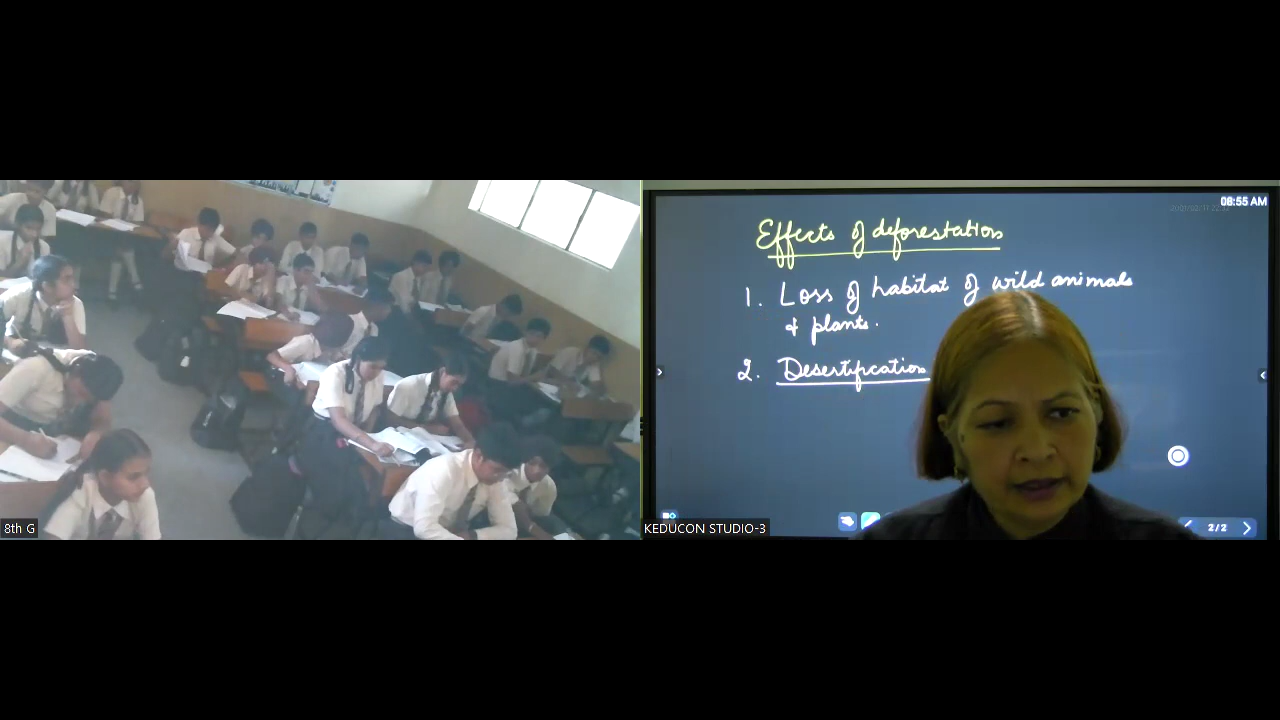 08:55 AM
Effects of deforestation
1. Loss of habitat of wild animals
& plants.
2. Desertification
8th G
KEDUCON STUDIO-3
2/2